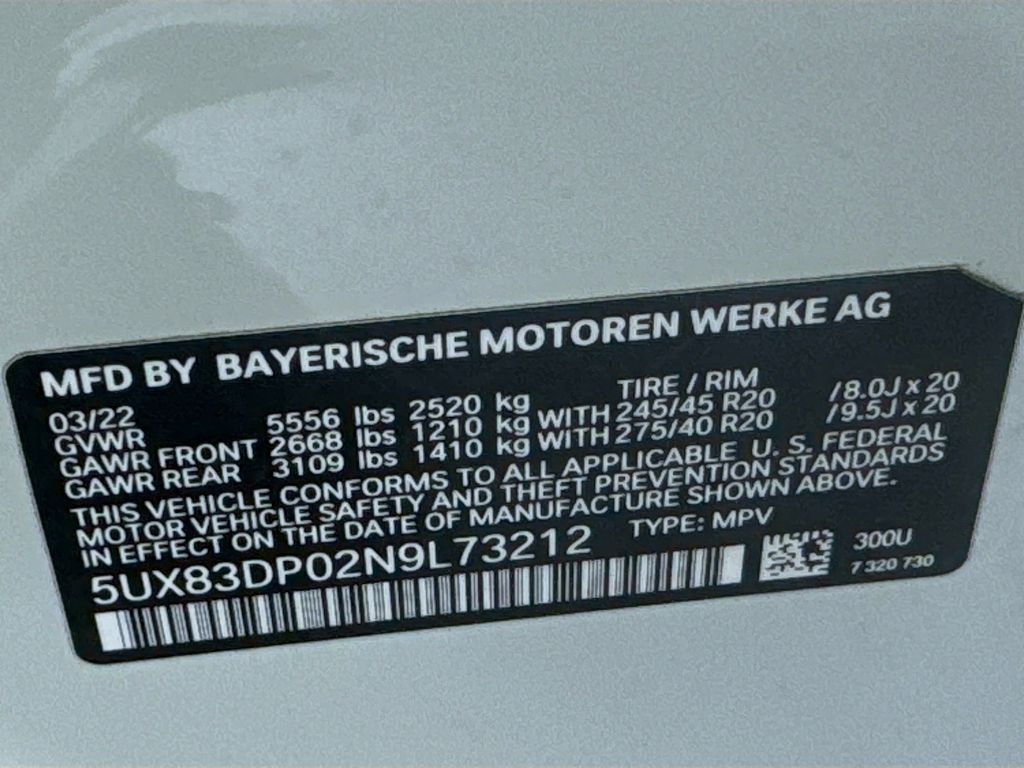 MFD BY BAYERISCHE MOTOREN WERKE AG
03/22 TIRE / RIM
GVWR 5556 lbs 2520 kg
GAWR FRONT 2668 lbs 1210 kg WITH 245/45 R20 /8.0J x 20
GAWR REAR 3109 lbs 1410 kg WITH 275/40 R20 /9.5J x 20
THIS VEHICLE CONFORMS TO ALL APPLICABLE U. S. FEDERAL
MOTOR VEHICLE SAFETY AND THEFT PREVENTION STANDARDS
IN EFFECT ON THE DATE OF MANUFACTURE SHOWN ABOVE.
5UX83DP02N9L73212 TYPE: MPV
300U
7 320 730